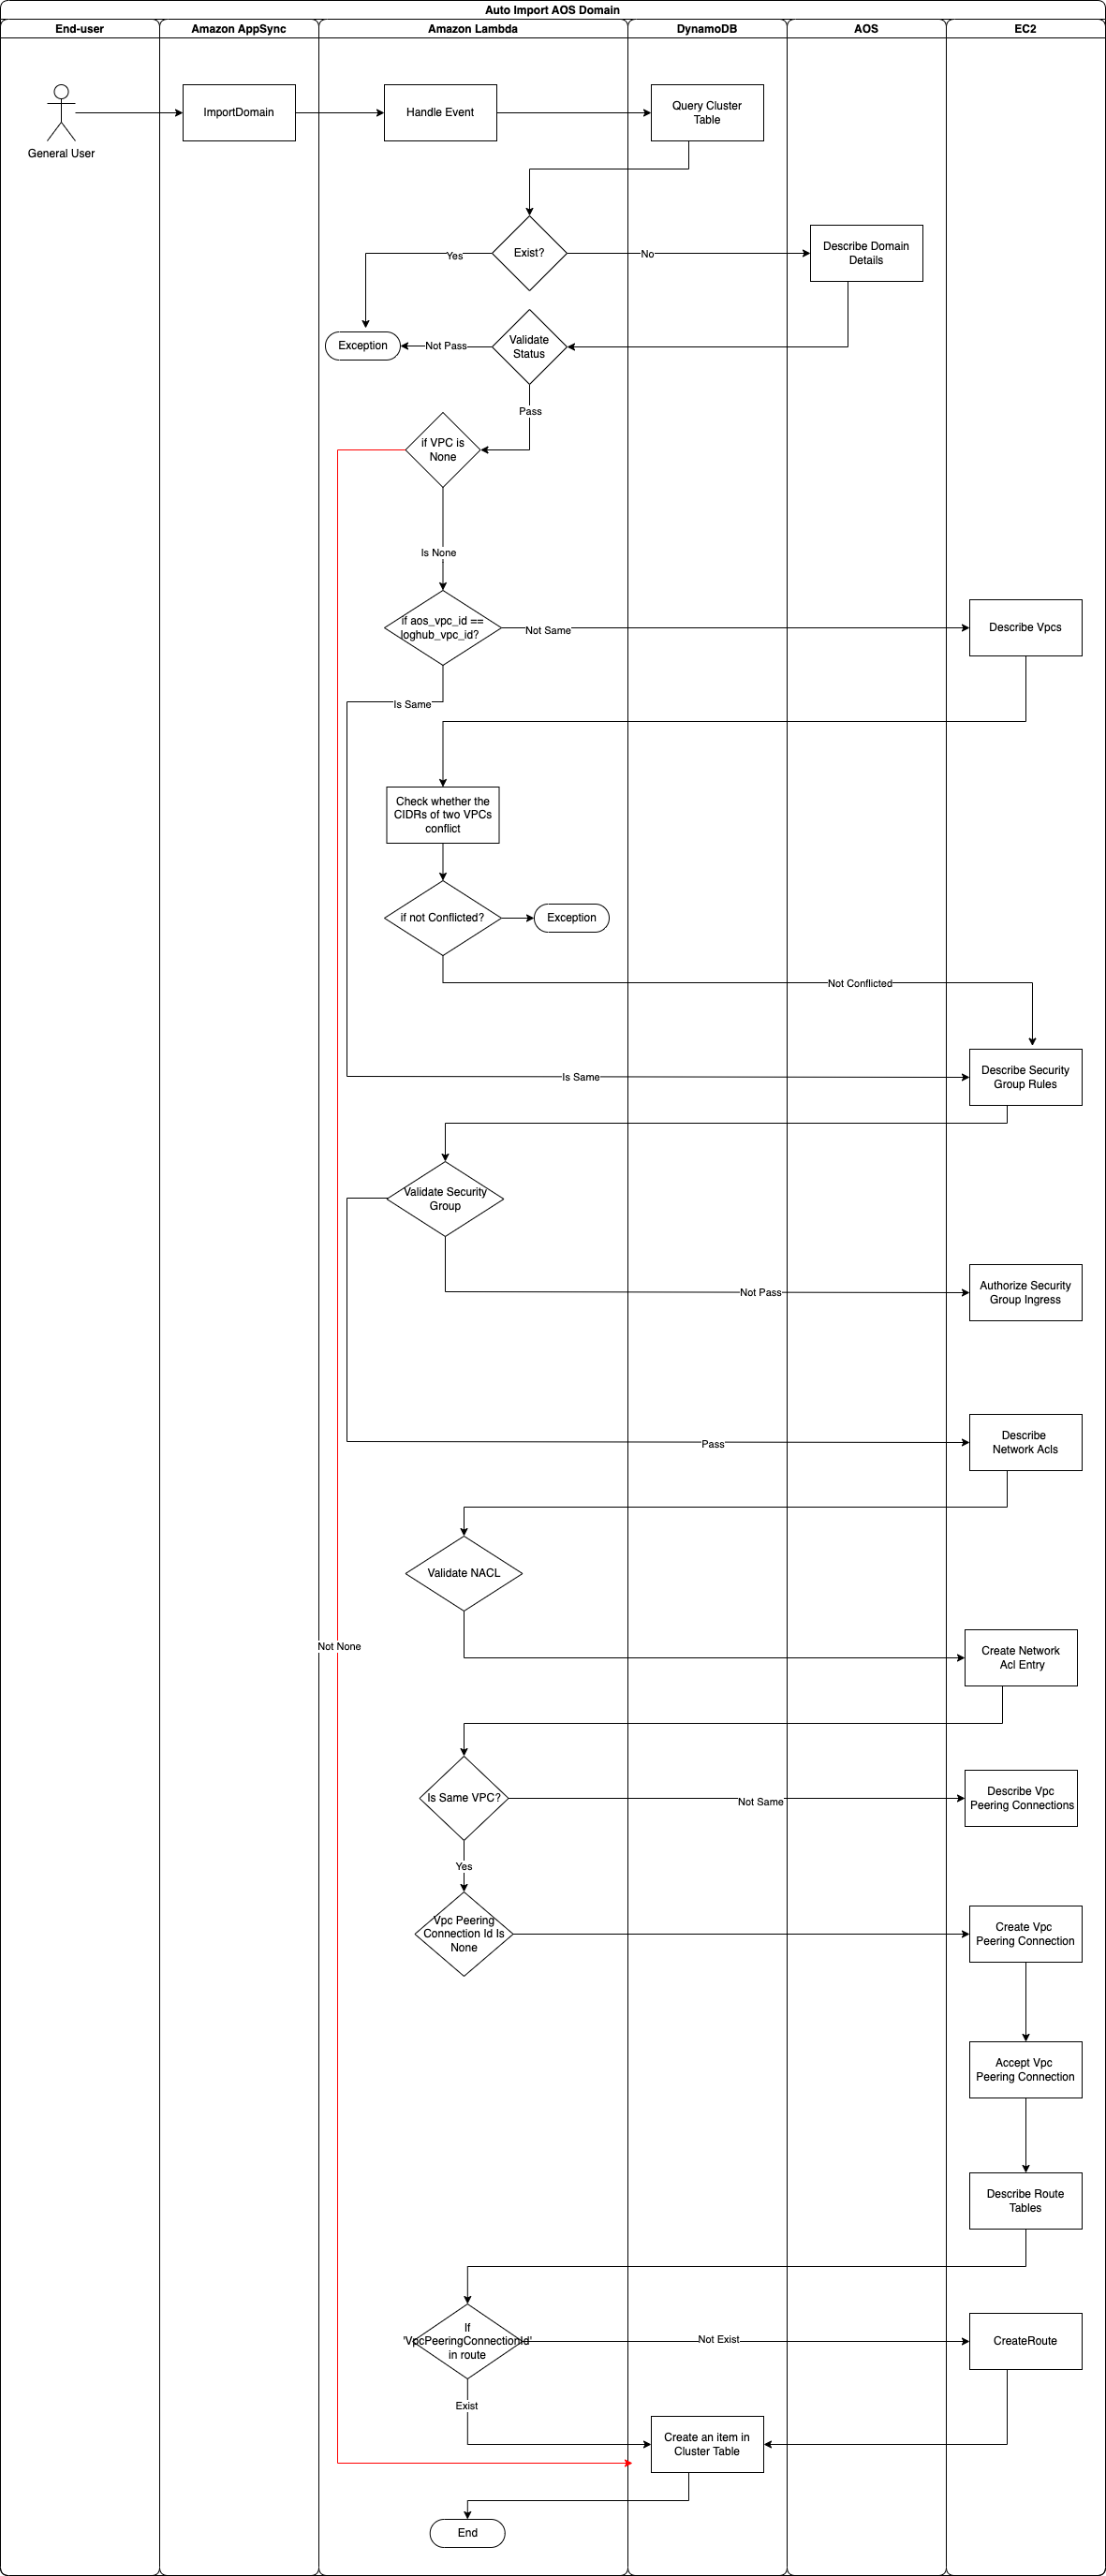 Auto Import AOS Domain
End-user
Amazon AppSync
Amazon Lambda
DynamoDB
AOS
EC2
General User
ImportDomain
Handle Event
Query Cluster
Table
Exist?
Yes
No
Describe Domain
Details
Exception
Not Pass
Validate
Status
Pass
if VPC is
None
Is None
if aos_vpc_id ==
loghub_vpc_id?
Not Same
Describe Vpcs
Is Same
Check whether the
CIDRs of two VPCs
conflict
if not Conflicted?
Exception
Not Conflicted
Is Same
Describe Security
Group Rules
Validate Security
Group
Not Pass
Authorize Security
Group Ingress
Pass
Describe
Network Acls
Validate NACL
Not None
Create Network
Acl Entry
Is Same VPC?
Not Same
Describe Vpc
Peering Connections
Yes
Vpc Peering
Connection Id Is
None
Create Vpc
Peering Connection
Accept Vpc
Peering Connection
Describe Route
Tables
If
'VpcPeeringConnectionId'
in route
Not Exist
CreateRoute
Exist
Create an item in
Cluster Table
End